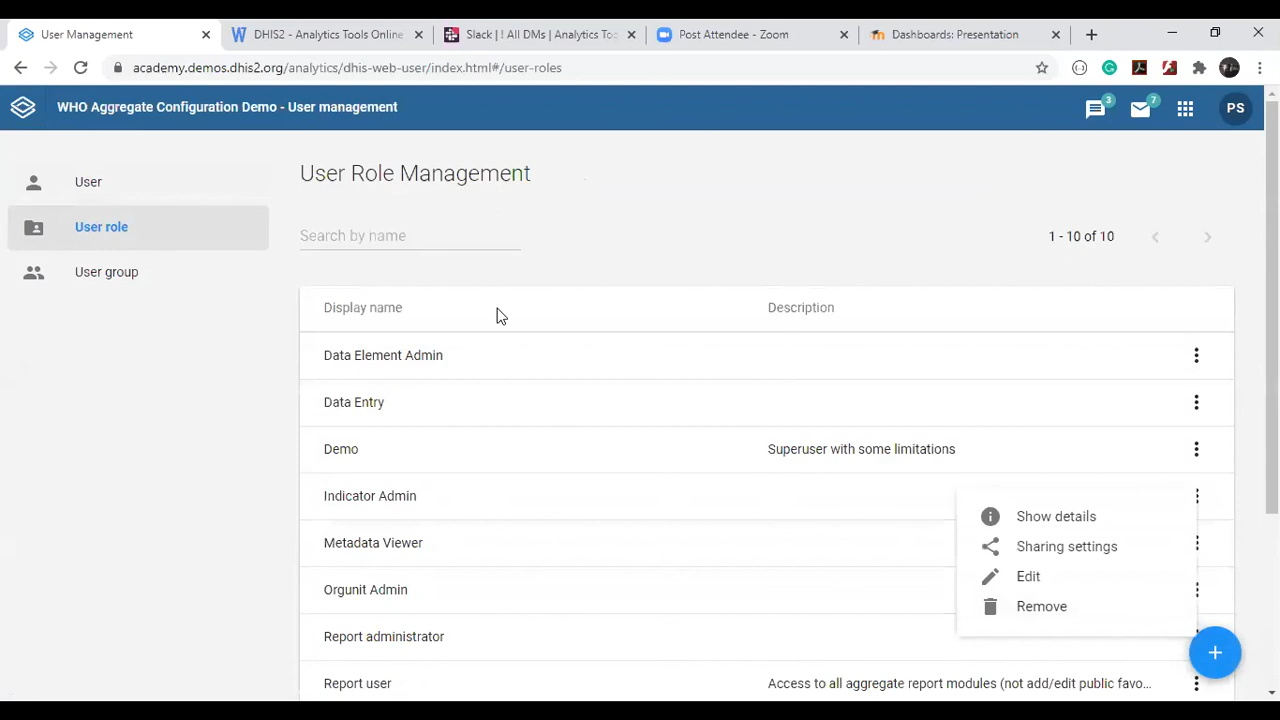 User Management
DHIS2 - Analytics Tools Online
Slack | ! All DMs | Analytics Too
Post Attendee - Zoom
Dashboards: Presentation
academy.demos.dhis2.org/analytics/dhis-web-user/index.html#/user-roles
WHO Aggregate Configuration Demo - User management
3
7
PS
User
User role
User group
User Role Management
Search by name
1 - 10 of 10
Display name
Description
Data Element Admin
Data Entry
Demo
Superuser with some limitations
Indicator Admin
Metadata Viewer
Orgunit Admin
Report administrator
Report user
Access to all aggregate report modules (not add/edit public favo...
Show details
Sharing settings
Edit
Remove